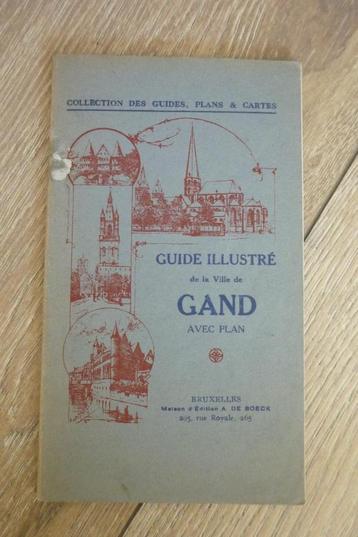 COLLECTION DES GUIDES, PLANS & CARTES
GUIDE ILLUSTRÉ
de la Ville de
GAND
AVEC PLAN
BRUXELLES
Maison d'Édition A. DE BOECK
265, rue Royale, 265